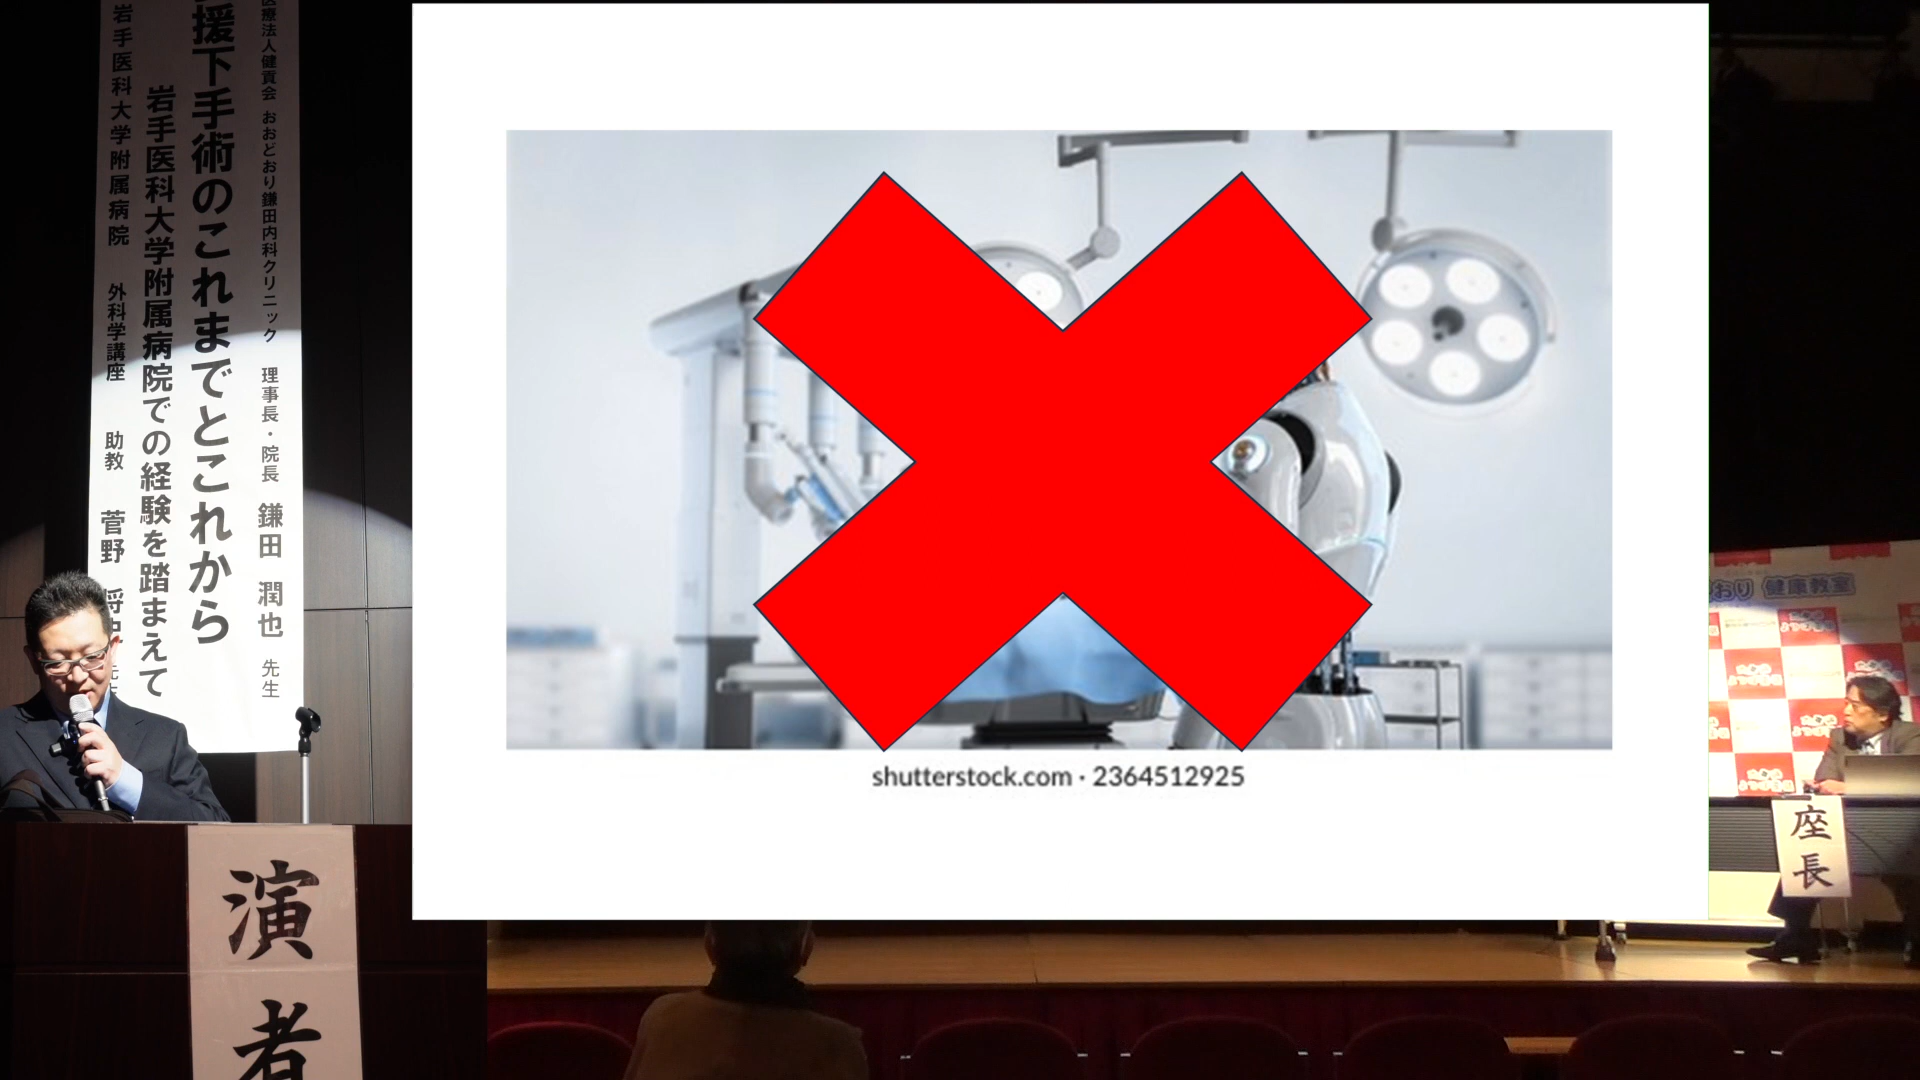 医療法人健貢会 おおどおり鎌田内科クリニック 理事長・院長 鎌田 潤也 先生
援下手術のこれまでとこれから
岩手医科大学附属病院での経験を踏まえて
岩手医科大学附属病院 外科学講座 助教 菅野 将史
演者
shutterstock.com · 2364512925
おり 健康教室
座長